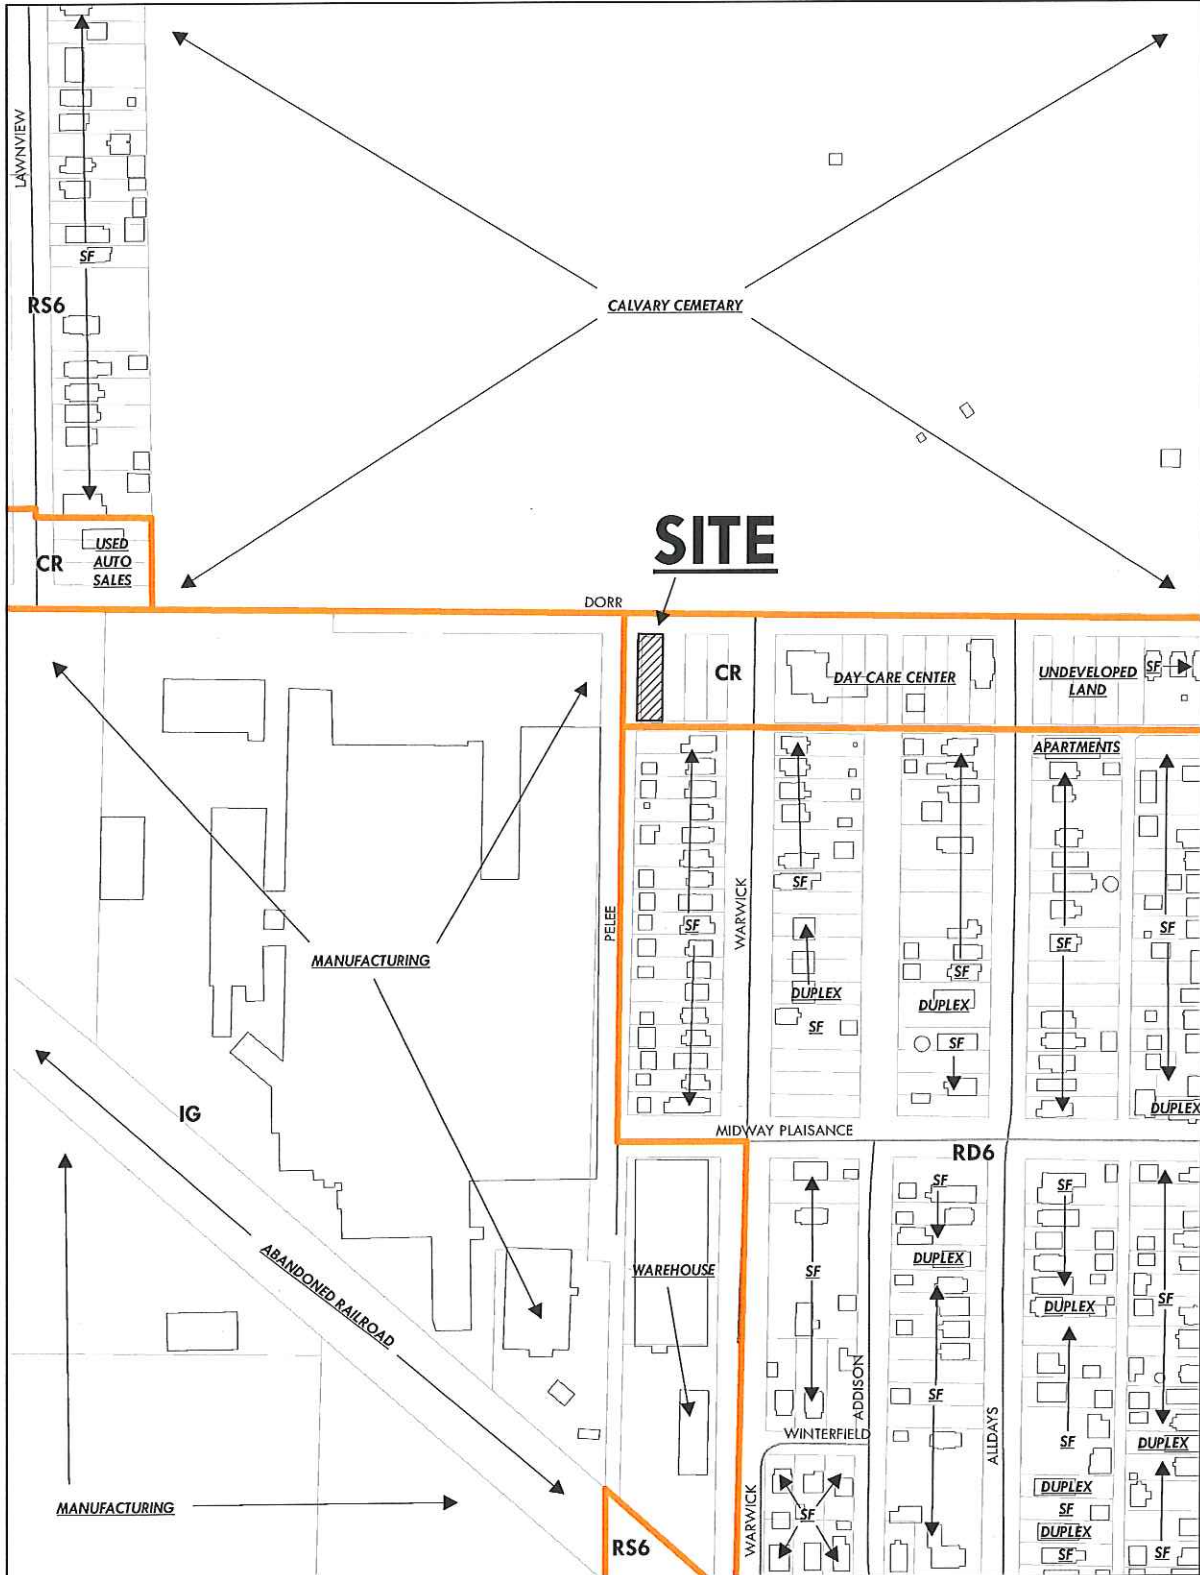 LAWNVIEW
SF
RS6
CALVARY CEMETARY
CR
USED
AUTO
SALES
SITE
DORR
CR
DAY CARE CENTER
UNDEVELOPED
LAND
SF
APARTMENTS
PELEE
WARWICK
MANUFACTURING
SF
SF
DUPLEX
SF
SF
DUPLEX
SF
SF
SF
DUPLEX
MIDWAY PLAISANCE
IG
RD6
ABANDONED RAILROAD
WAREHOUSE
SF
SF
DUPLEX
SF
SF
DUPLEX
SF
SF
DUPLEX
ADDISON
WINTERFIELD
ALLDAYS
MANUFACTURING
WARWICK
SF
RS6
DUPLEX
SF
DUPLEX
SF
SF